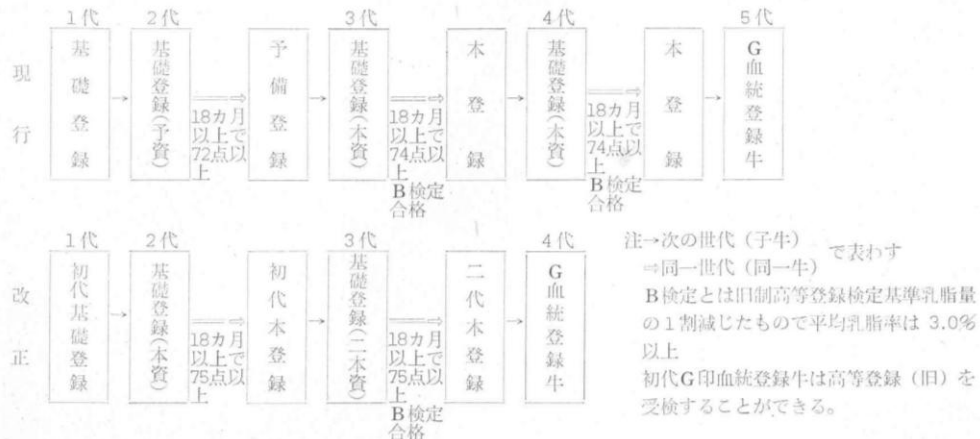 現行
1代
基礎登録
→
2代
基礎登録(予資)
⇒
18カ月
以上で
72点以
上
予備登録
→
3代
基礎登録(本資)
⇒
18カ月
以上で
74点以
上
B検定
合格
本登録
→
4代
基礎登録(本資)
⇒
18カ月
以上で
74点以
上
B検定
合格
本登録
→
5代
G血統登録牛
改正
1代
初代基礎登録
→
2代
基礎登録(本資)
⇒
18カ月
以上で
75点以
上
初代本登録
→
3代
基礎登録(二本資)
⇒
18カ月
以上で
75点以
上
B検定
合格
二代本登録
→
4代
G血統登録牛
注→次の世代(子牛)
⇒同一世代(同一牛)
で表わす
B検定とは旧制高等登録検定基準乳脂量
の1割減じたもので平均乳脂率は 3.0%
以上
初代G印血統登録牛は高等登録(旧)を
受検することができる。